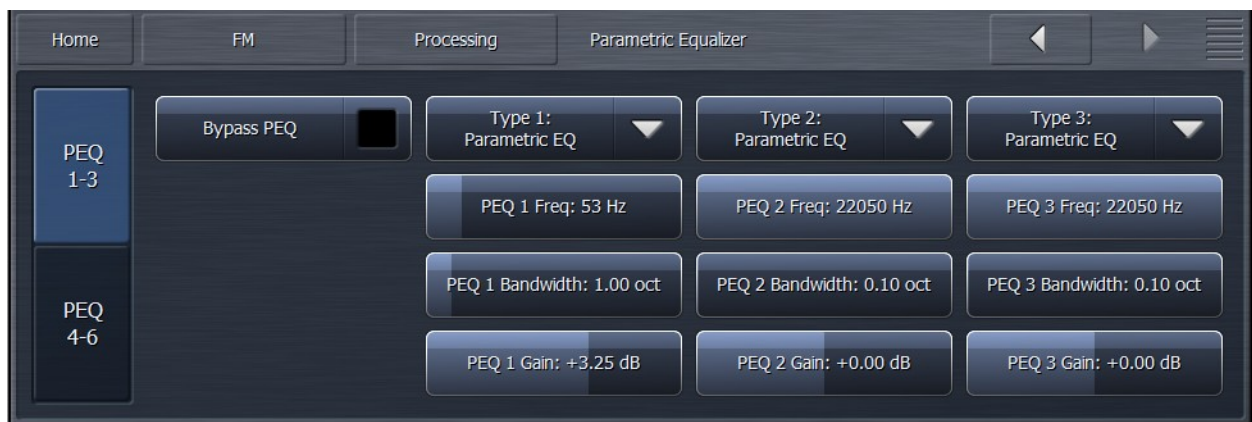 Home
FM
Processing
Parametric Equalizer
PEQ
1-3
PEQ
4-6
Bypass PEQ
Type 1:
Parametric EQ
Type 2:
Parametric EQ
Type 3:
Parametric EQ
PEQ 1 Freq: 53 Hz
PEQ 2 Freq: 22050 Hz
PEQ 3 Freq: 22050 Hz
PEQ 1 Bandwidth: 1.00 oct
PEQ 2 Bandwidth: 0.10 oct
PEQ 3 Bandwidth: 0.10 oct
PEQ 1 Gain: +3.25 dB
PEQ 2 Gain: +0.00 dB
PEQ 3 Gain: +0.00 dB